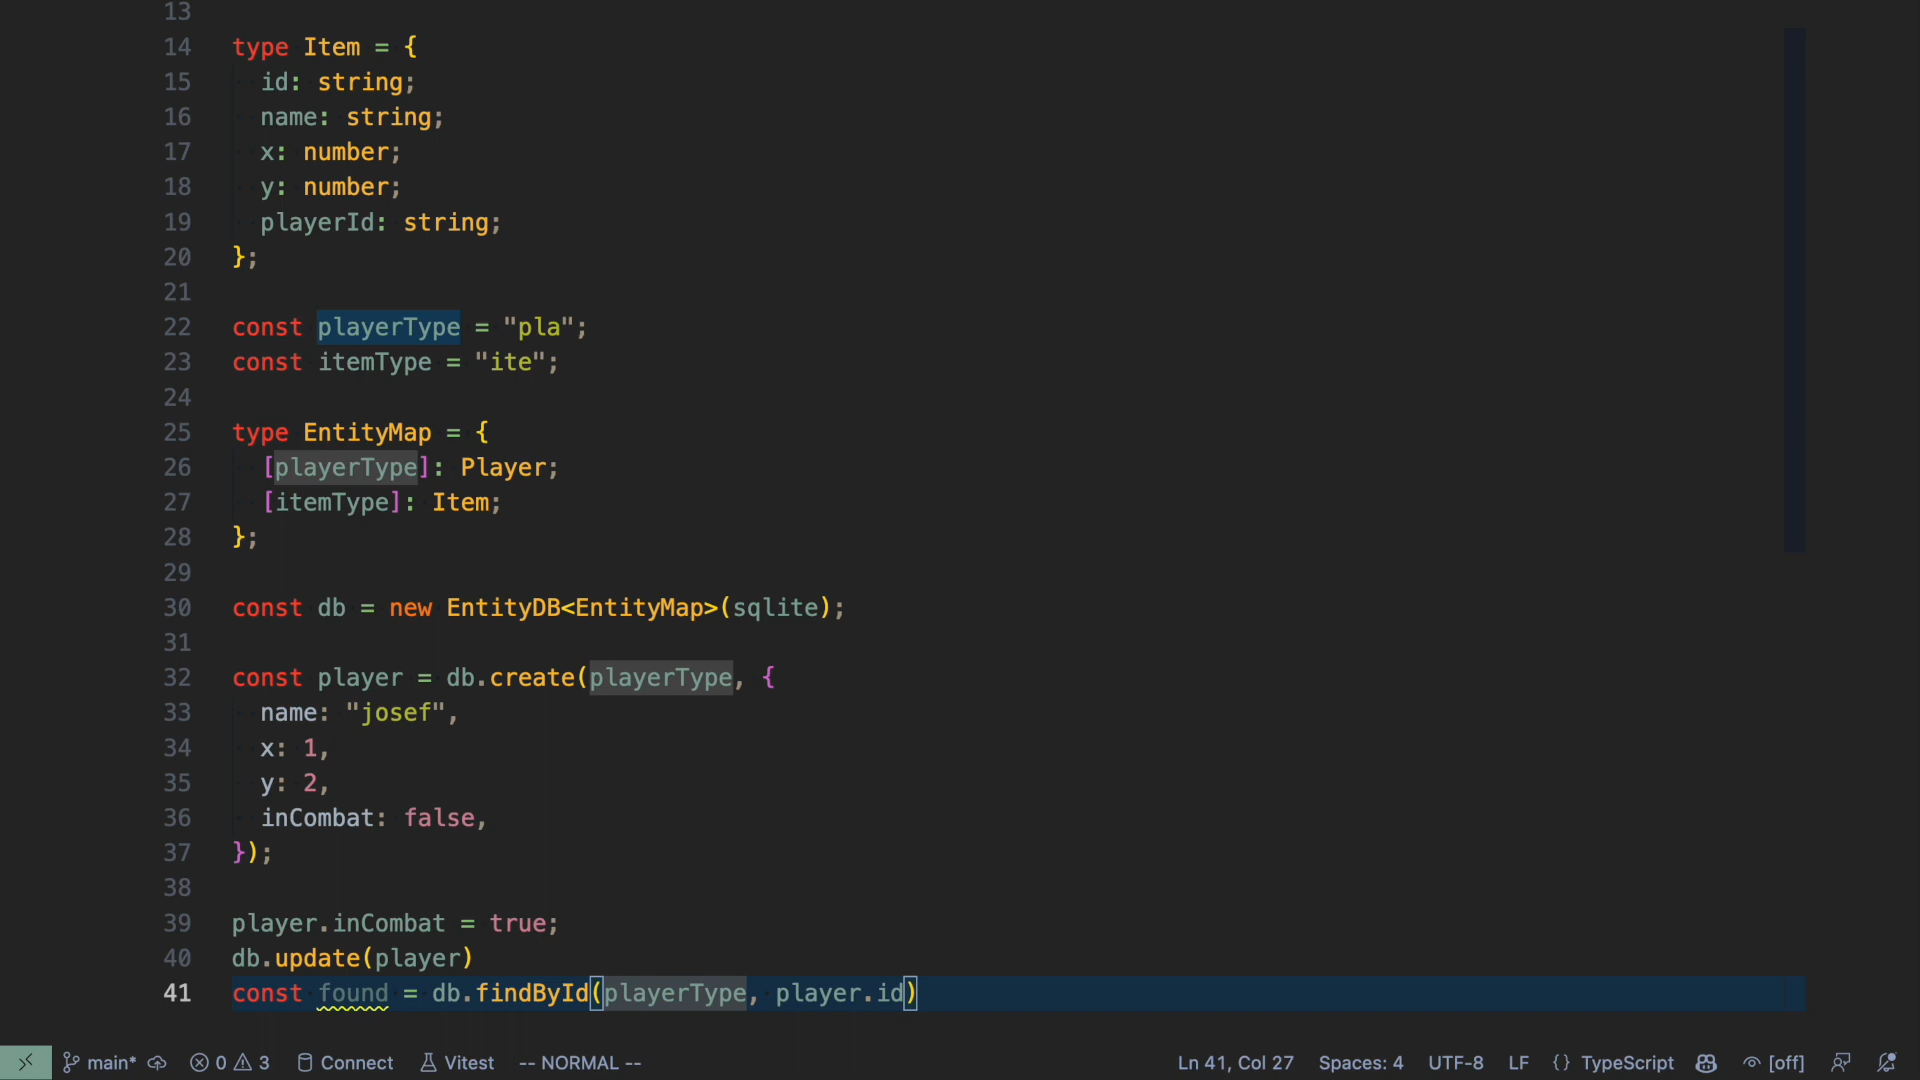 13
14 type Item = {
15   id: string;
16   name: string;
17   x: number;
18   y: number;
19   playerId: string;
20 };
21
22 const playerType = "pla";
23 const itemType = "ite";
24
25 type EntityMap = {
26   [playerType]: Player;
27   [itemType]: Item;
28 };
29
30 const db = new EntityDB<EntityMap>(sqlite);
31
32 const player = db.create(playerType, {
33   name: "josef",
34   x: 1,
35   y: 2,
36   inCombat: false,
37 });
38
39 player.inCombat = true;
40 db.update(player)
41 const found = db.findById(playerType, player.id)
main* 0 3 Connect Vitest -- NORMAL -- Ln 41, Col 27 Spaces: 4 UTF-8 LF {} TypeScript [off]